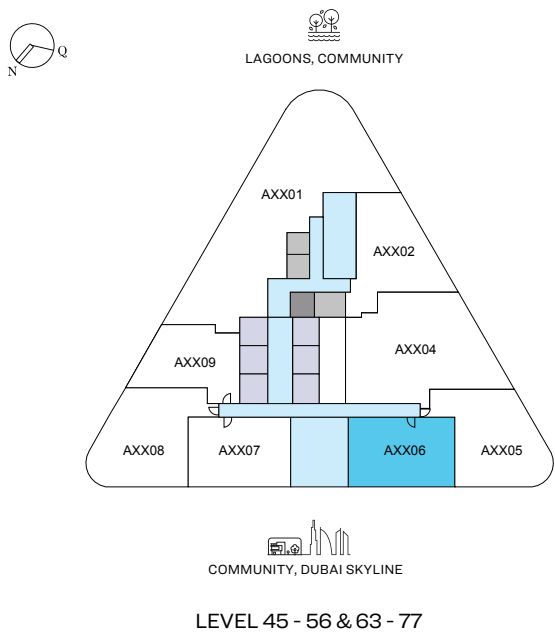 LAGOONS, COMMUNITY
N
Q
AXX01
AXX02
AXX04
AXX09
AXX08
AXX07
AXX06
AXX05
COMMUNITY, DUBAI SKYLINE
LEVEL 45 - 56 & 63 - 77